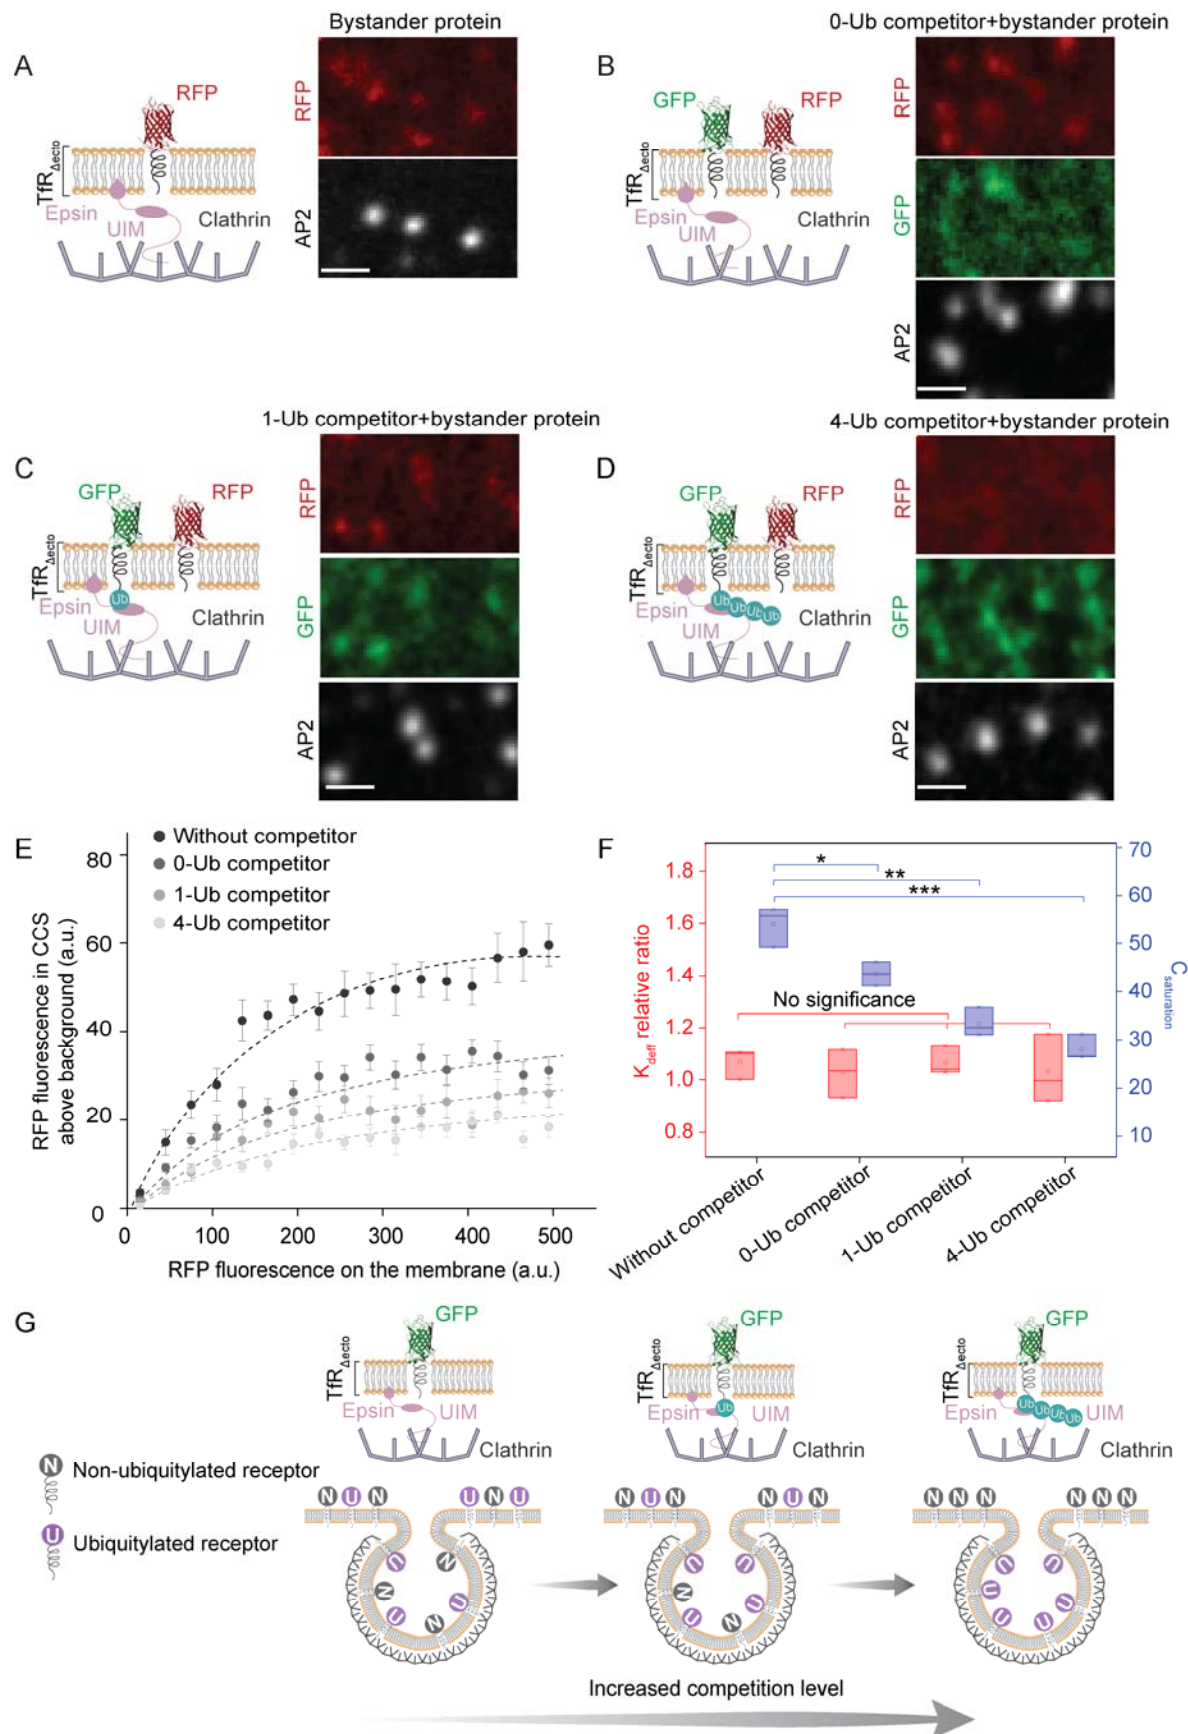 A
Bystander protein
RFP
TfRΔecto
Epsin
UIM
Clathrin
RFP
AP2
B
0-Ub competitor+bystander protein
GFP
RFP
TfRΔecto
Epsin
UIM
Clathrin
RFP
GFP
AP2
C
1-Ub competitor+bystander protein
GFP
RFP
TfRΔecto
Ub
Epsin
UIM
Clathrin
RFP
GFP
AP2
D
4-Ub competitor+bystander protein
GFP
RFP
TfRΔecto
Ub Ub Ub Ub
Epsin
UIM
Clathrin
RFP
GFP
AP2
E
Without competitor
0-Ub competitor
1-Ub competitor
4-Ub competitor
RFP fluorescence in CCS
above background (a.u.)
80
60
40
20
0
0 100 200 300 400 500
RFP fluorescence on the membrane (a.u.)
F
Kdeff relative ratio
1.8
1.6
1.4
1.2
1.0
0.8
*
**
***
No significance
70
60
50
40
30
20
10
Csaturation
Without competitor
0-Ub competitor
1-Ub competitor
4-Ub competitor
G
GFP
TfRΔecto
Epsin
UIM
Clathrin
GFP
TfRΔecto
Ub
Epsin
UIM
Clathrin
GFP
TfRΔecto
Ub Ub Ub Ub
Epsin
UIM
Clathrin
N
Non-ubiquitylated receptor
U
Ubiquitylated receptor
N U N U N U
U N N U U N
N U N N U N
U U N U U N
N N N N N N
U U U U U U
Increased competition level